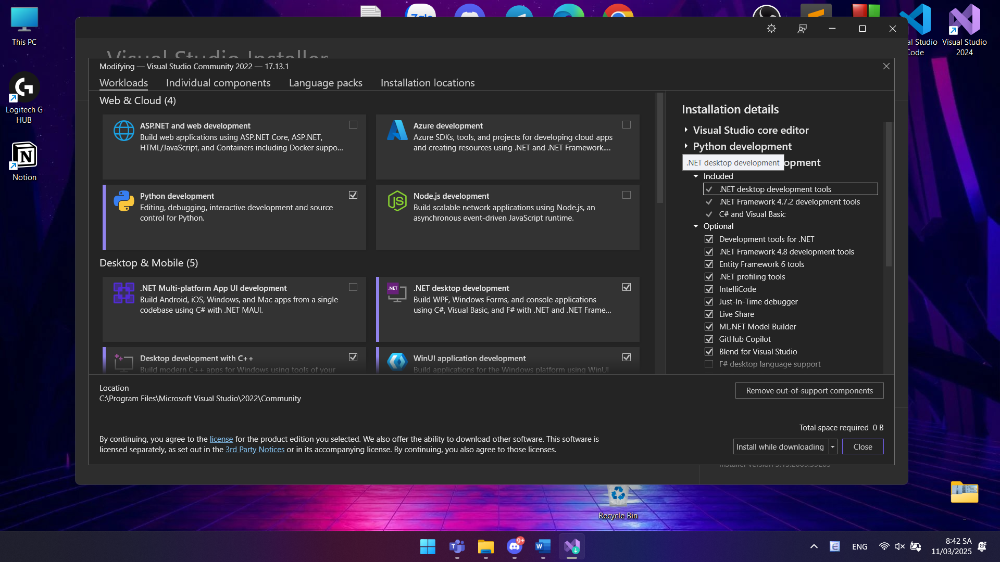 This PC
Logitech G
HUB
Notion
Visual Studio
2024
Visual Studio Installer
Modifying — Visual Studio Community 2022 — 17.13.1
Workloads
Individual components
Language packs
Installation locations
Web & Cloud (4)
ASP.NET and web development
Build web applications using ASP.NET Core, ASP.NET,
HTML/JavaScript, and Containers including Docker suppo...
Azure development
Azure SDKs, tools, and projects for developing cloud apps
and creating resources using .NET and .NET Framework....
Python development
Editing, debugging, interactive development and source
control for Python.
Node.js development
Build scalable network applications using Node.js, an
asynchronous event-driven JavaScript runtime.
Desktop & Mobile (5)
.NET Multi-platform App UI development
Build Android, iOS, Windows, and Mac apps from a single
codebase using C# with .NET MAUI.
.NET
.NET desktop development
Build WPF, Windows Forms, and console applications
using C#, Visual Basic, and F# with .NET and .NET Frame...
Desktop development with C++
Build modern C++ apps for Windows using tools of your
WinUI application development
Build applications for the Windows platform using WinUI
Installation details
Visual Studio core editor
Python development
.NET desktop development
opment
Included
.NET desktop development tools
.NET Framework 4.7.2 development tools
C# and Visual Basic
Optional
Development tools for .NET
.NET Framework 4.8 development tools
Entity Framework 6 tools
.NET profiling tools
IntelliCode
Just-In-Time debugger
Live Share
ML.NET Model Builder
GitHub Copilot
Blend for Visual Studio
F# desktop language support
Location
C:\Program Files\Microsoft Visual Studio\2022\Community
Remove out-of-support components
Total space required 0 B
By continuing, you agree to the license for the product edition you selected. We also offer the ability to download other software. This software is
licensed separately, as set out in the 3rd Party Notices or in its accompanying license. By continuing, you also agree to those licenses.
Install while downloading
Close
Recycle Bin
9+
ENG
8:42 SA
11/03/2025